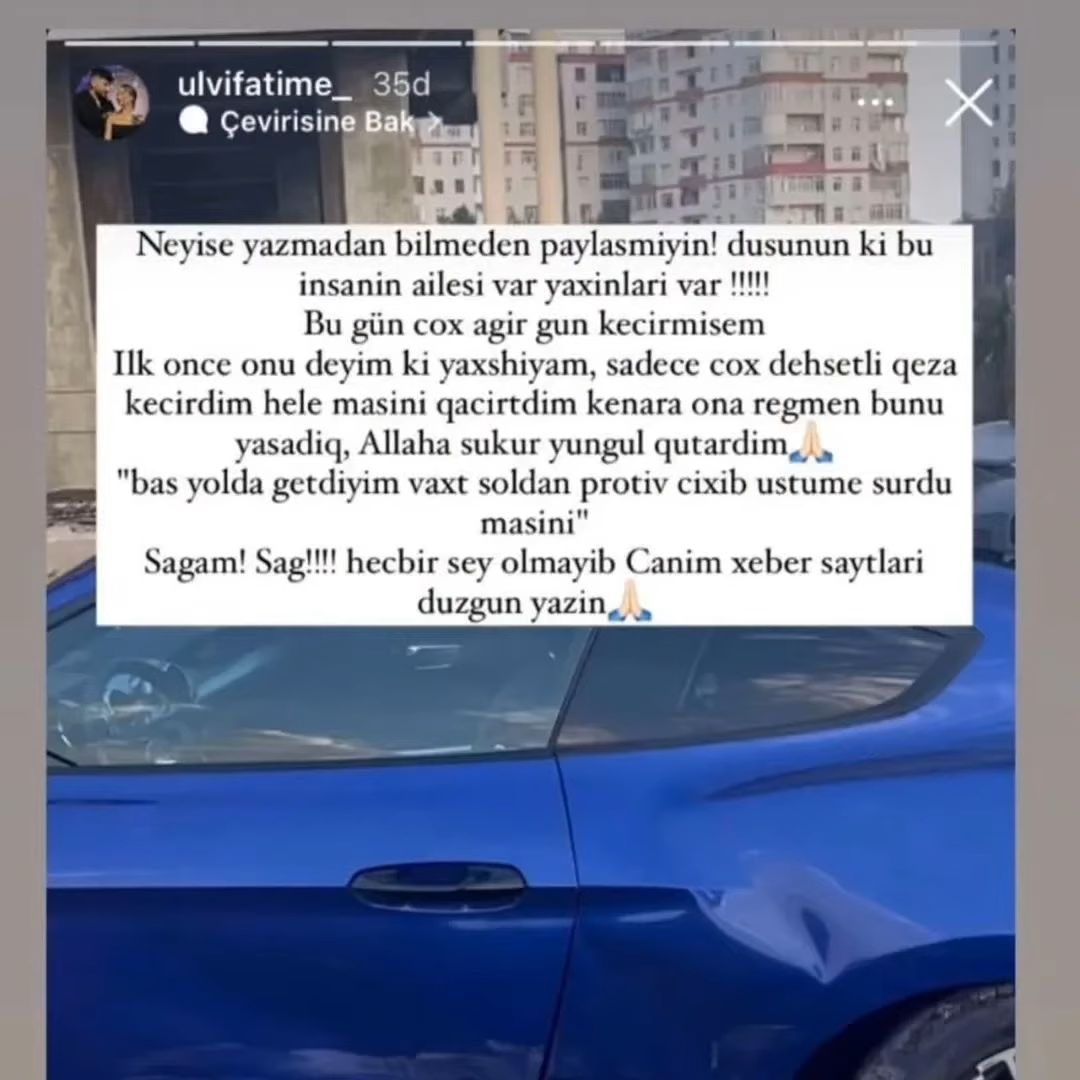 ulvifatime_ 35d
Çevirisine Bak >
Neyise yazmadan bilmeden paylasmiyin! dusunun ki bu
insanin ailesi var yaxinlari var !!!!!
Bu gün cox agir gun kecirmisem
Ilk once onu deyim ki yaxshiyam, sadece cox dehsetli qeza
kecirdim hele masini qacirtdim kenara ona regmen bunu
yasadiq, Allaha sukur yungul qutardim🙏🏻
"bas yolda getdiyim vaxt soldan protiv cixib ustume surdu
masini"
Sagam! Sag!!!! hecbir sey olmayib Canim xeber saytlari
duzgun yazin🙏🏻